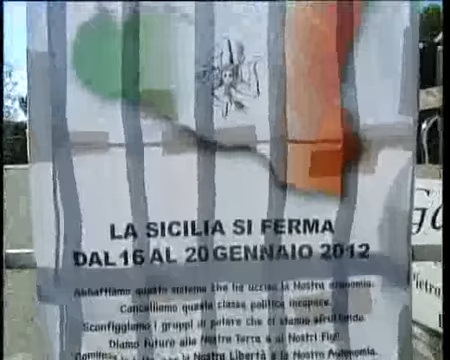 LA SICILIA SI FERMA
DAL 16 AL 20 GENNAIO 2012
Abbattiamo questo sistema che ha ucciso la Nostra economia.
Cancelliamo questa classe politica incapace.
Sconfiggiamo i gruppi di potere che ci stanno sfruttando.
Diamo futuro alla Nostra Terra e ai Nostri Figli.
la Nostra Libertà e la Nostra Autonomia.